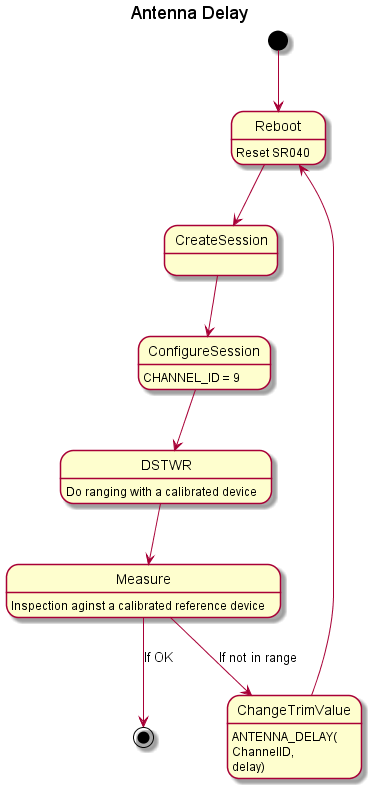 Antenna Delay
Reboot
Reset SR040
CreateSession
ConfigureSession
CHANNEL_ID = 9
DSTWR
Do ranging with a calibrated device
Measure
Inspection aginst a calibrated reference device
If OK
If not in range
ChangeTrimValue
ANTENNA_DELAY(
ChannelID,
delay)